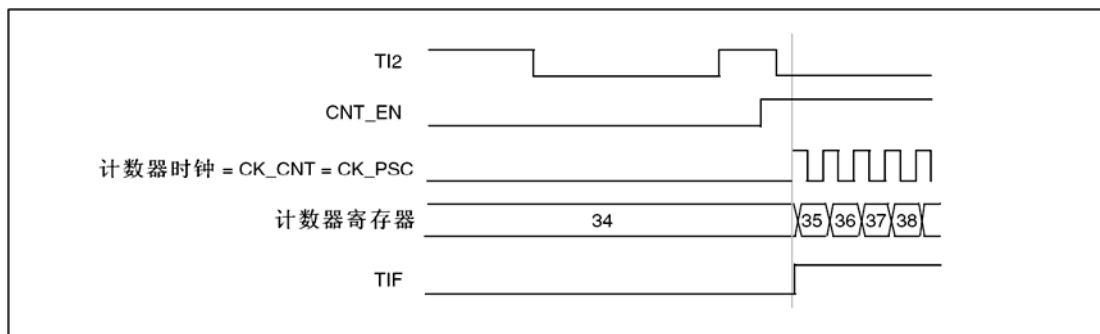 TI2
CNT_EN
计数器时钟 = CK_CNT = CK_PSC
计数器寄存器 34 35 36 37 38
TIF